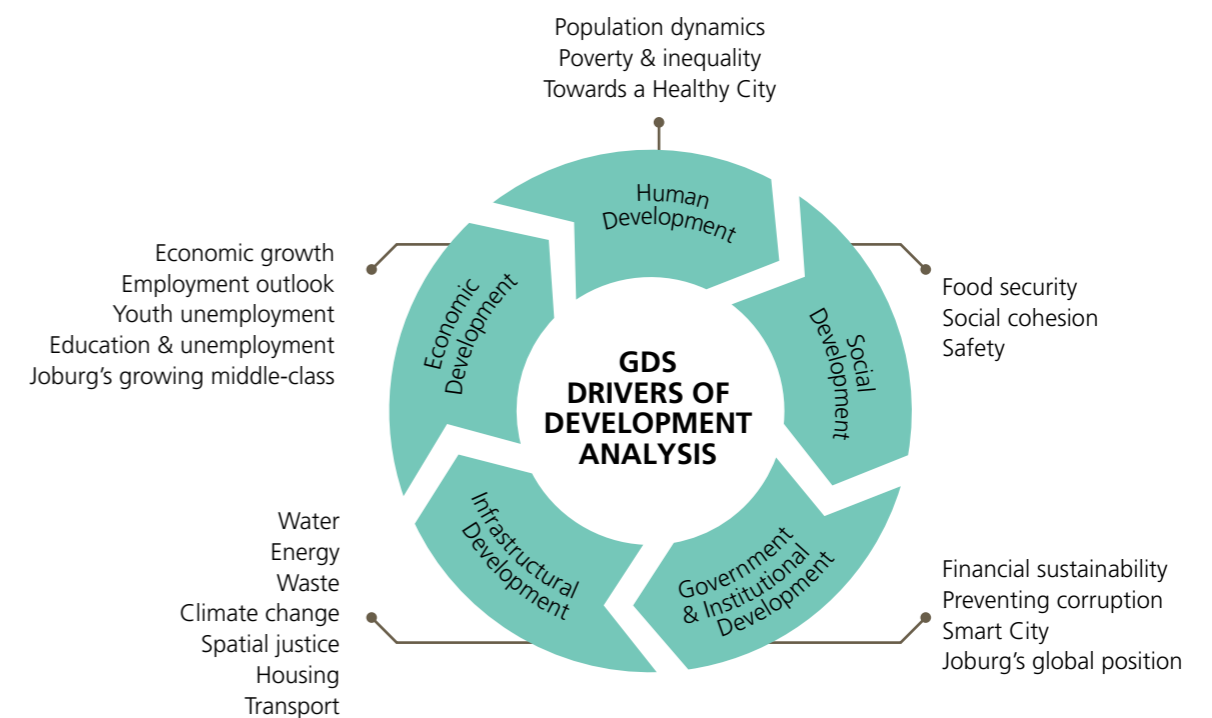 Population dynamics
Poverty & inequality
Towards a Healthy City
Human
Development
Economic growth
Employment outlook
Youth unemployment
Education & unemployment
Joburg's growing middle-class
Economic
Development
GDS
DRIVERS OF
DEVELOPMENT
ANALYSIS
Social
Development
Food security
Social cohesion
Safety
Water
Energy
Waste
Climate change
Spatial justice
Housing
Transport
Infrastructural
Development
Government
& Institutional
Development
Financial sustainability
Preventing corruption
Smart City
Joburg's global position